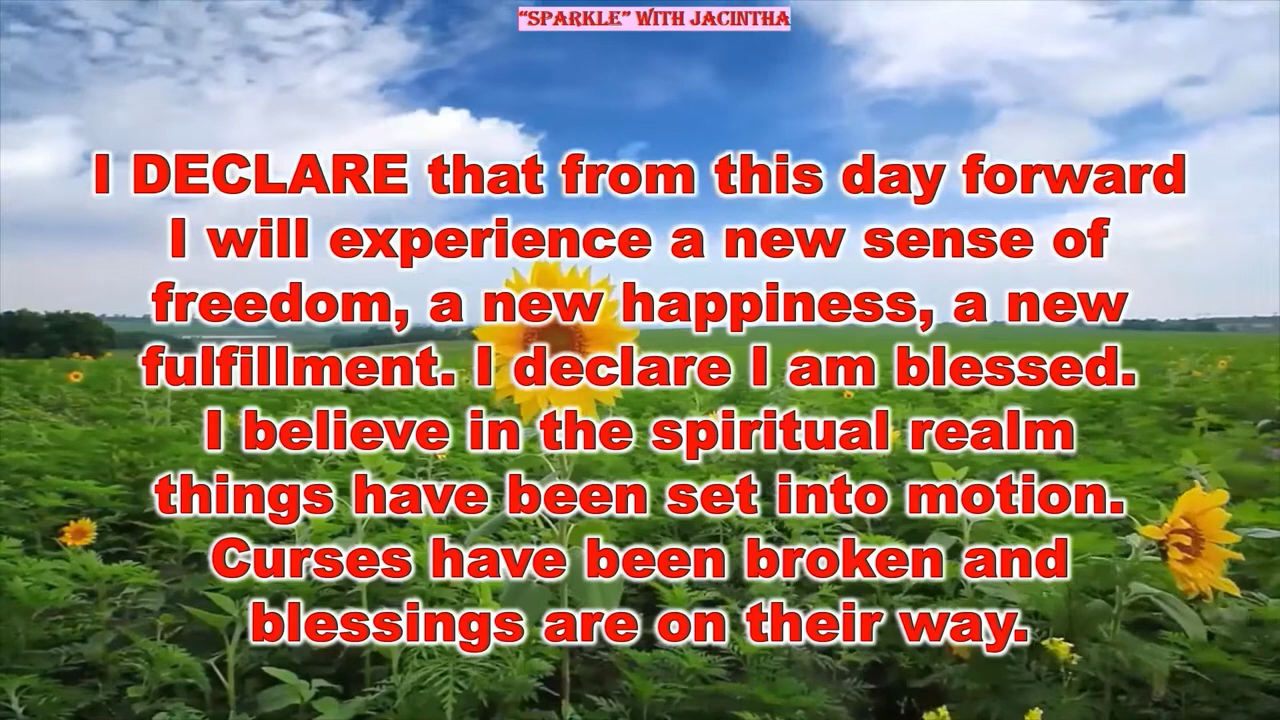 “SPARKLE” WITH JACINTHA
I DECLARE that from this day forward
I will experience a new sense of
freedom, a new happiness, a new
fulfillment. I declare I am blessed.
I believe in the spiritual realm
things have been set into motion.
Curses have been broken and
blessings are on their way.